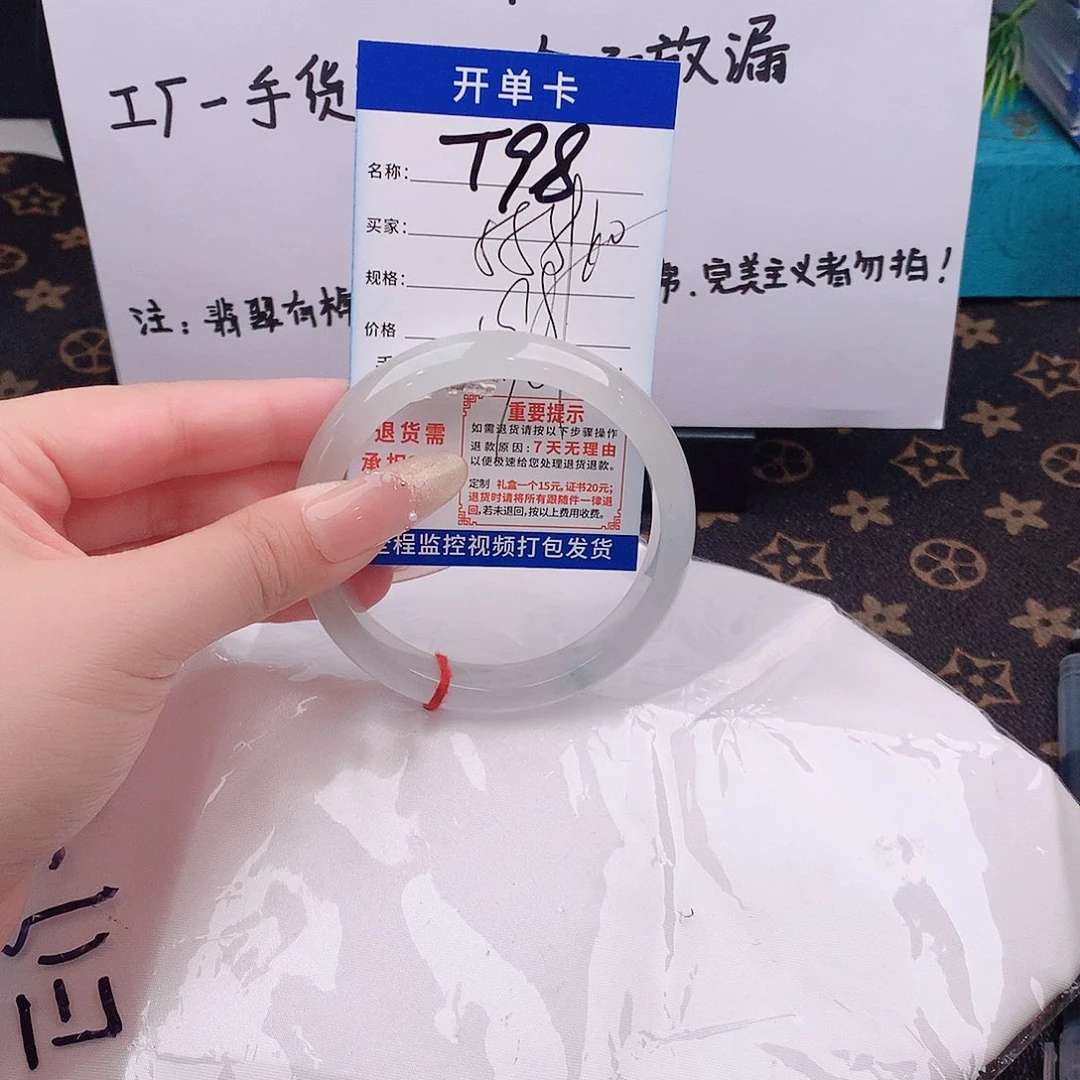 工厂一手货
放漏
注：翡翠有棉
完美主义者勿拍！
开单卡
名称： T98
买家：
规格： 58
价格
退货需
重要提示
如需退货请按以下步骤操作
退款原因：7天无理由
以便极速给您处理退货退款。
定制 礼盒一个15元, 证书20元；
退货时请将所有跟随件一律退
回, 若未退回, 按以上费用收费。
全程监控视频打包发货